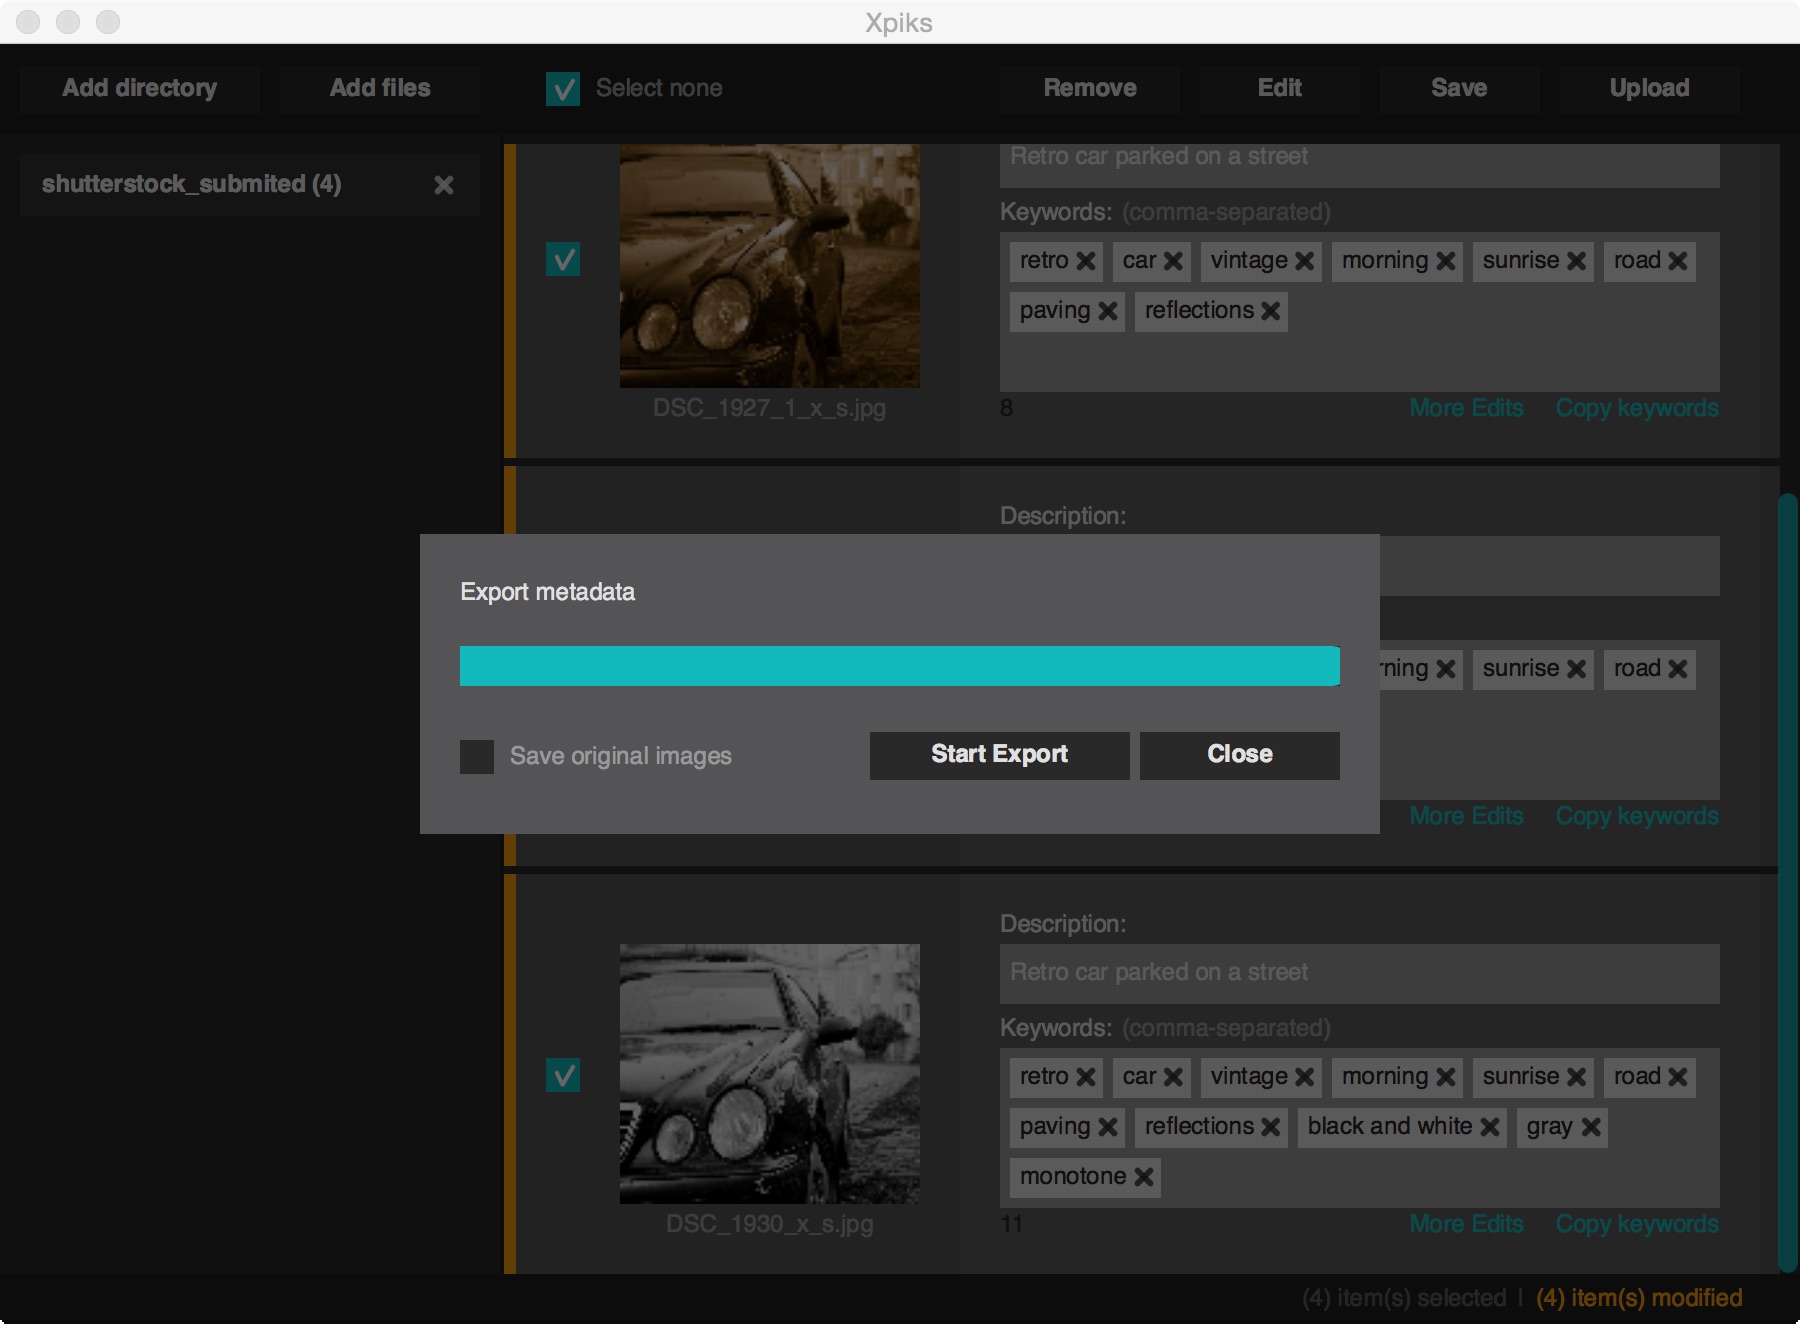 Xpiks
Add directory
Add files
Select none
Remove
Edit
Save
Upload
shutterstock_submited (4)
Retro car parked on a street
Keywords: (comma-separated)
retro car vintage morning sunrise road
paving reflections
DSC_1927_1_x_s.jpg
8
More Edits
Copy keywords
Description:
rning sunrise road
More Edits
Copy keywords
Export metadata
Save original images
Start Export
Close
Description:
Retro car parked on a street
Keywords: (comma-separated)
retro car vintage morning sunrise road
paving reflections black and white gray
monotone
DSC_1930_x_s.jpg
11
More Edits
Copy keywords
(4) item(s) selected | (4) item(s) modified